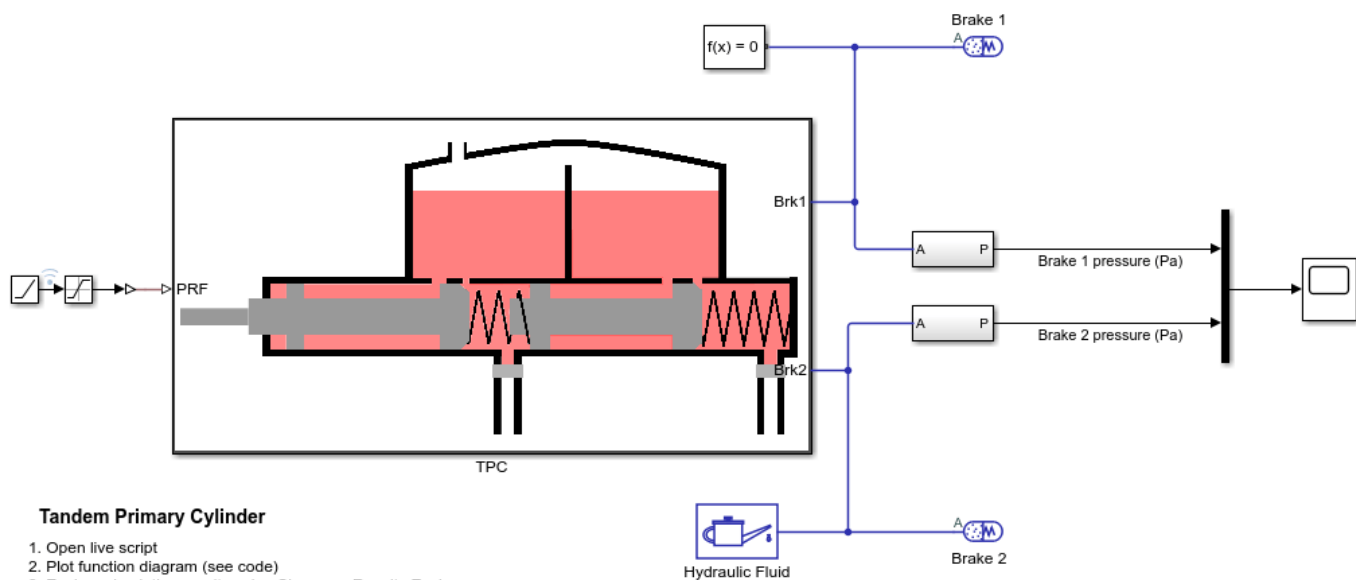 Brake 1
A
f(x) = 0
Brk1
A P
Brake 1 pressure (Pa)
PRF
A P
Brake 2 pressure (Pa)
Brk2
TPC
Tandem Primary Cylinder
1. Open live script
2. Plot function diagram (see code)
A
Brake 2
Hydraulic Fluid